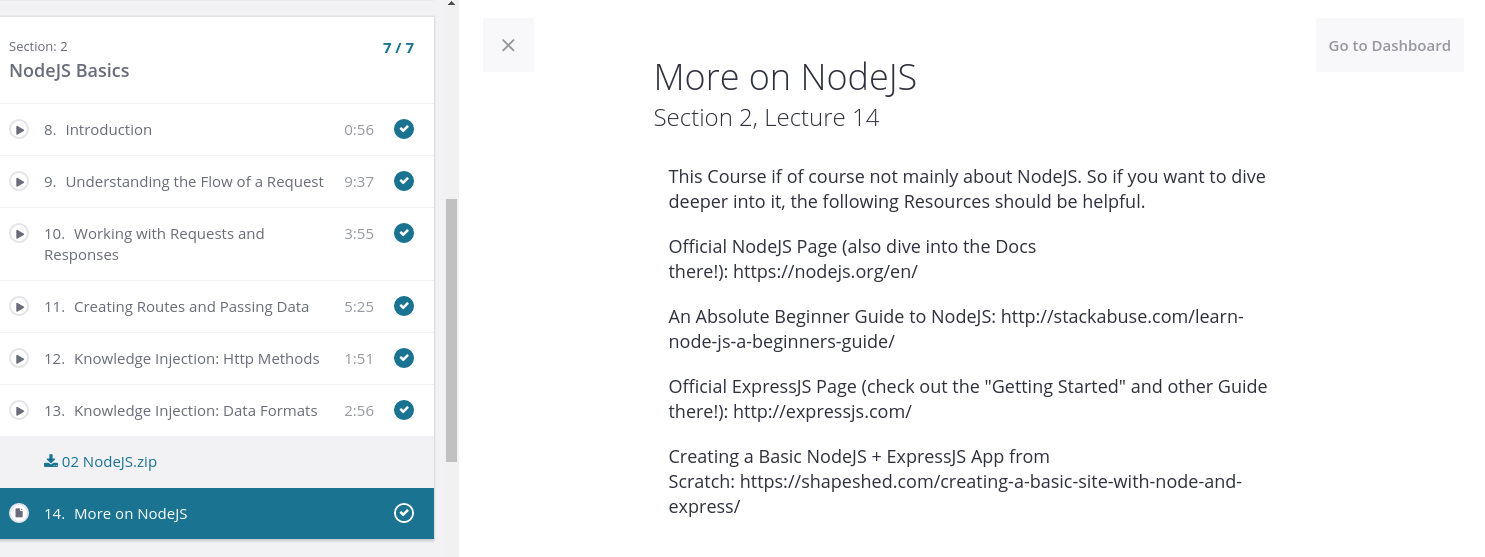 Section: 2
7 / 7
NodeJS Basics
8. Introduction
0:56
9. Understanding the Flow of a Request
9:37
10. Working with Requests and
Responses
3:55
11. Creating Routes and Passing Data
5:25
12. Knowledge Injection: Http Methods
1:51
13. Knowledge Injection: Data Formats
2:56
02 NodeJS.zip
14. More on NodeJS
Go to Dashboard
More on NodeJS
Section 2, Lecture 14
This Course if of course not mainly about NodeJS. So if you want to dive
deeper into it, the following Resources should be helpful.
Official NodeJS Page (also dive into the Docs
there!): https://nodejs.org/en/
An Absolute Beginner Guide to NodeJS: http://stackabuse.com/learn-
node-js-a-beginners-guide/
Official ExpressJS Page (check out the "Getting Started" and other Guide
there!): http://expressjs.com/
Creating a Basic NodeJS + ExpressJS App from
Scratch: https://shapeshed.com/creating-a-basic-site-with-node-and-
express/